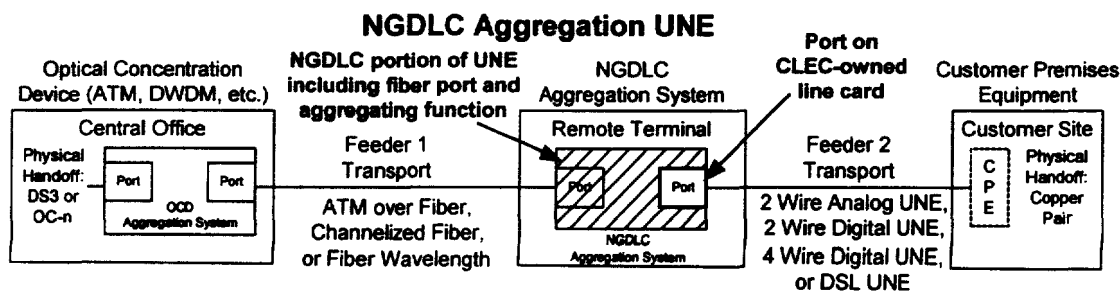 NGDLC Aggregation UNE
Optical Concentration
Device (ATM, DWDM, etc.)
Central Office
Physical
Handoff:
DS3 or
OC-n
Port
Port
OCD
Aggregation System
NGDLC portion of UNE
including fiber port and
aggregating function
Feeder 1
Transport
ATM over Fiber,
Channelized Fiber,
or Fiber Wavelength
NGDLC
Aggregation System
Remote Terminal
Port
Port
NGDLC
Aggregation System
Port on
CLEC-owned
line card
Feeder 2
Transport
2 Wire Analog UNE,
2 Wire Digital UNE,
4 Wire Digital UNE,
or DSL UNE
Customer Premises
Equipment
Customer Site
C
P
E
Physical
Handoff:
Copper
Pair